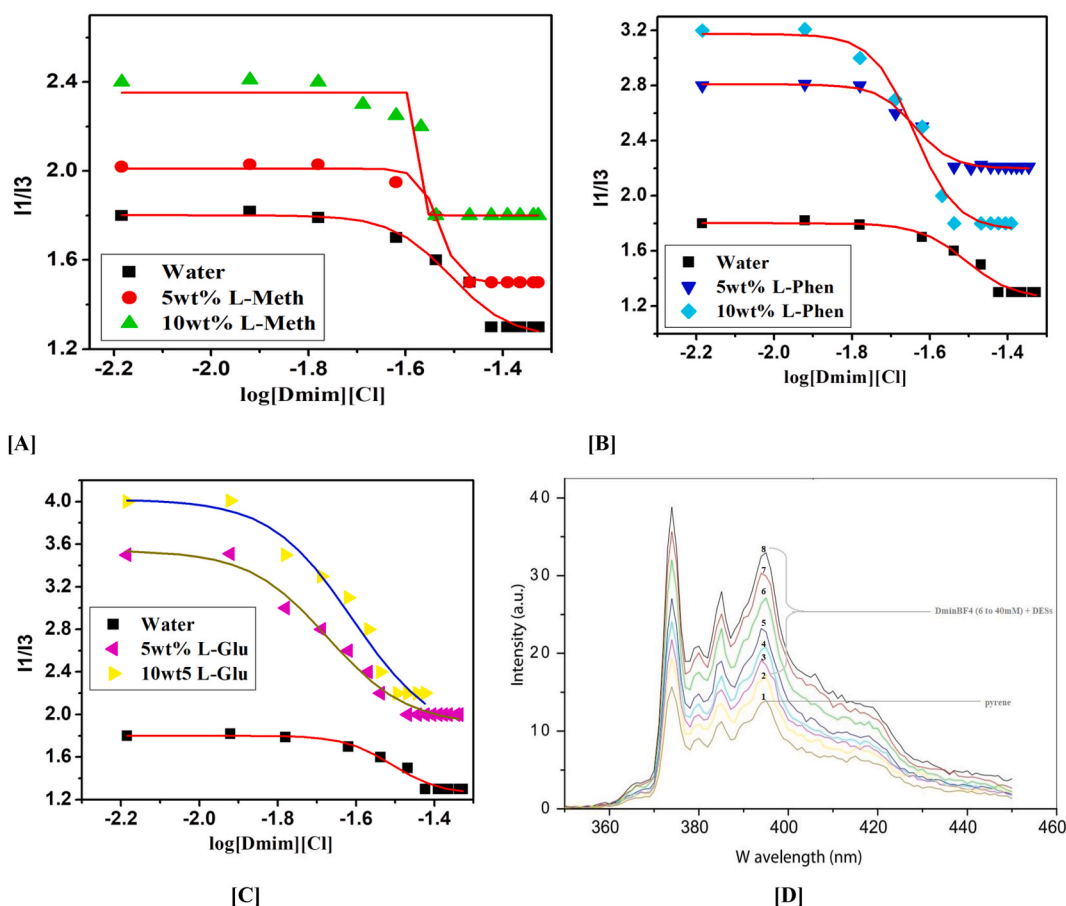 2.4
2.0
1.6
1.2
I1/I3
Water
5wt% L-Meth
10wt% L-Meth
-2.2 -2.0 -1.8 -1.6 -1.4
log[Dmim][Cl]
[A]
3.2
2.8
2.4
2.0
1.6
1.2
I1/I3
Water
5wt% L-Phen
10wt% L-Phen
-2.2 -2.0 -1.8 -1.6 -1.4
log[Dmim][Cl]
[B]
4.0
3.6
3.2
2.8
2.4
2.0
1.6
1.2
I1/I3
Water
5wt% L-Glu
10wt5 L-Glu
-2.2 -2.0 -1.8 -1.6 -1.4
log[Dmim][Cl]
[C]
40
30
20
10
0
Intensity (a.u.)
8
7
6
5
4
3
2
1
DminBF4 (6 to 40mM) + DESs
pyrene
360 380 400 420 440 460
W avelength (nm)
[D]